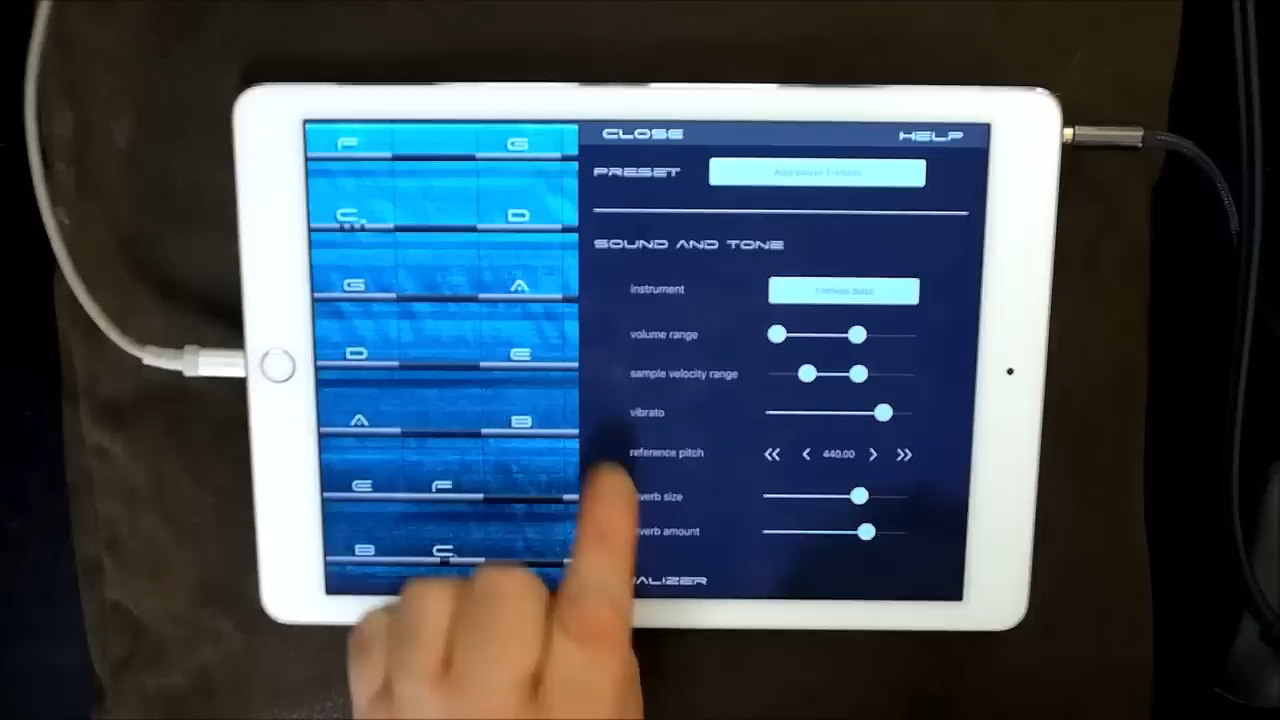 F G
C D
G A
D E
A B
E F
B C
CLOSE HELP
PRESET
SOUND AND TONE
instrument
volume range
sample velocity range
vibrato
reference pitch 440.00
verb size
verb amount
ALIZER